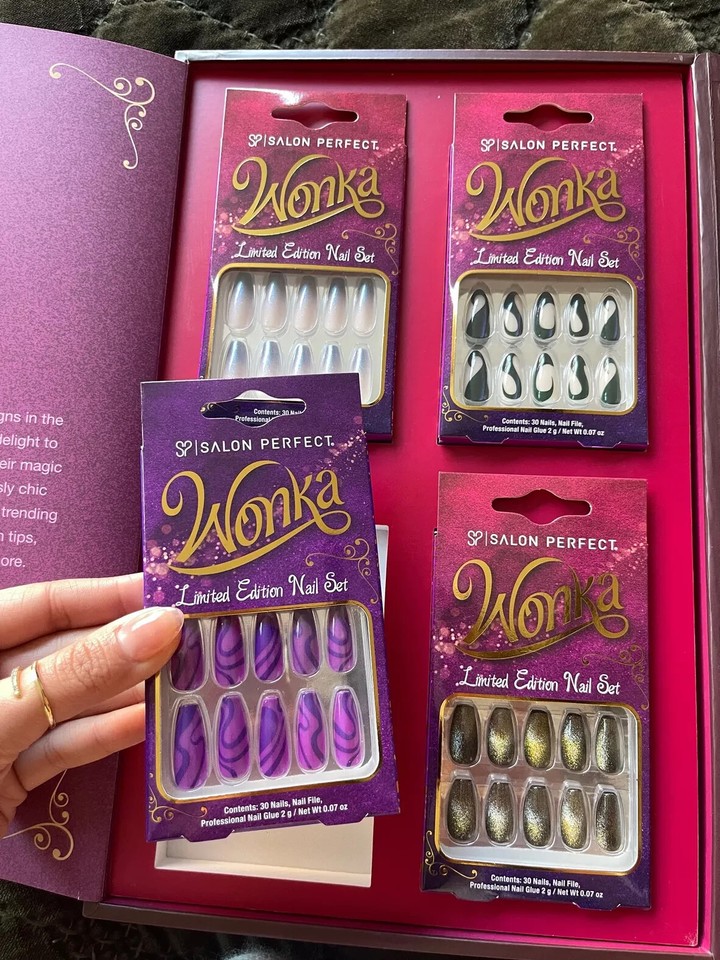 SP|SALON PERFECT.
Wonka
Limited Edition Nail Set
SP|SALON PERFECT.
Wonka
Limited Edition Nail Set
Contents: 30 Nails, Nail File,
Professional Nail Glue 2 g / Net Wt 0.07 oz
gns in the
delight to
eir magic
sly chic
trending
tips,
ore.
Contents: 30 Nails
Professional
SP|SALON PERFECT.
Wonka
Limited Edition Nail Set
Contents: 30 Nails, Nail File,
Professional Nail Glue 2 g / Net Wt 0.07 oz
SP|SALON PERFECT.
Wonka
Limited Edition Nail Set
Contents: 30 Nails, Nail File,
Professional Nail Glue 2 g / Net Wt 0.07 oz